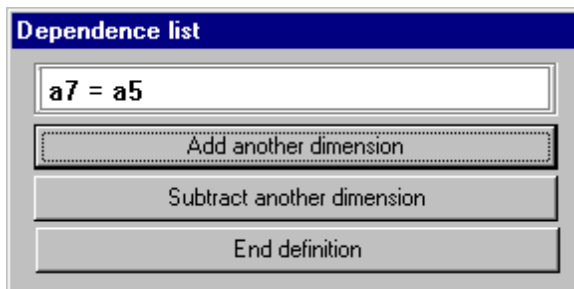 Dependence list
a7 = a5
Add another dimension
Subtract another dimension
End definition